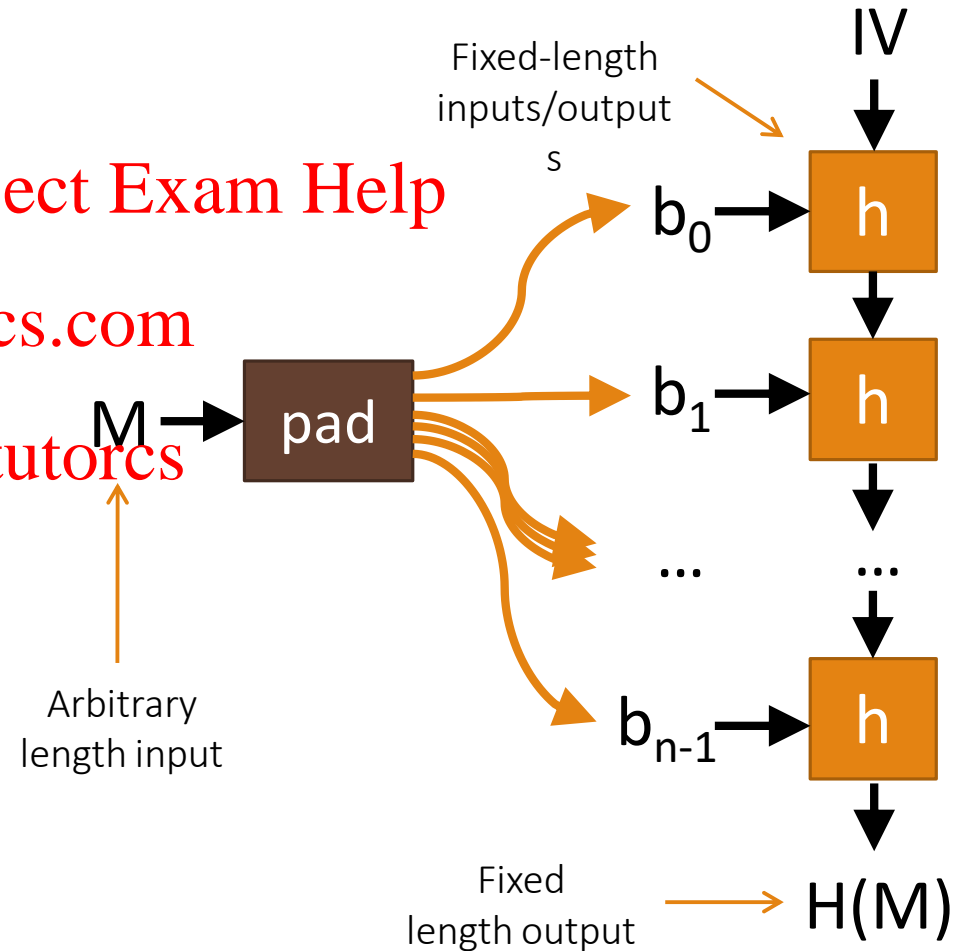 IV
Fixed-length
inputs/output
s
ect Exam Help
b₀
h
cs.com
b₁
h
M
pad
tutorcs
...
...
Arbitrary
length input
bₙ₋₁
h
Fixed
length output
H(M)